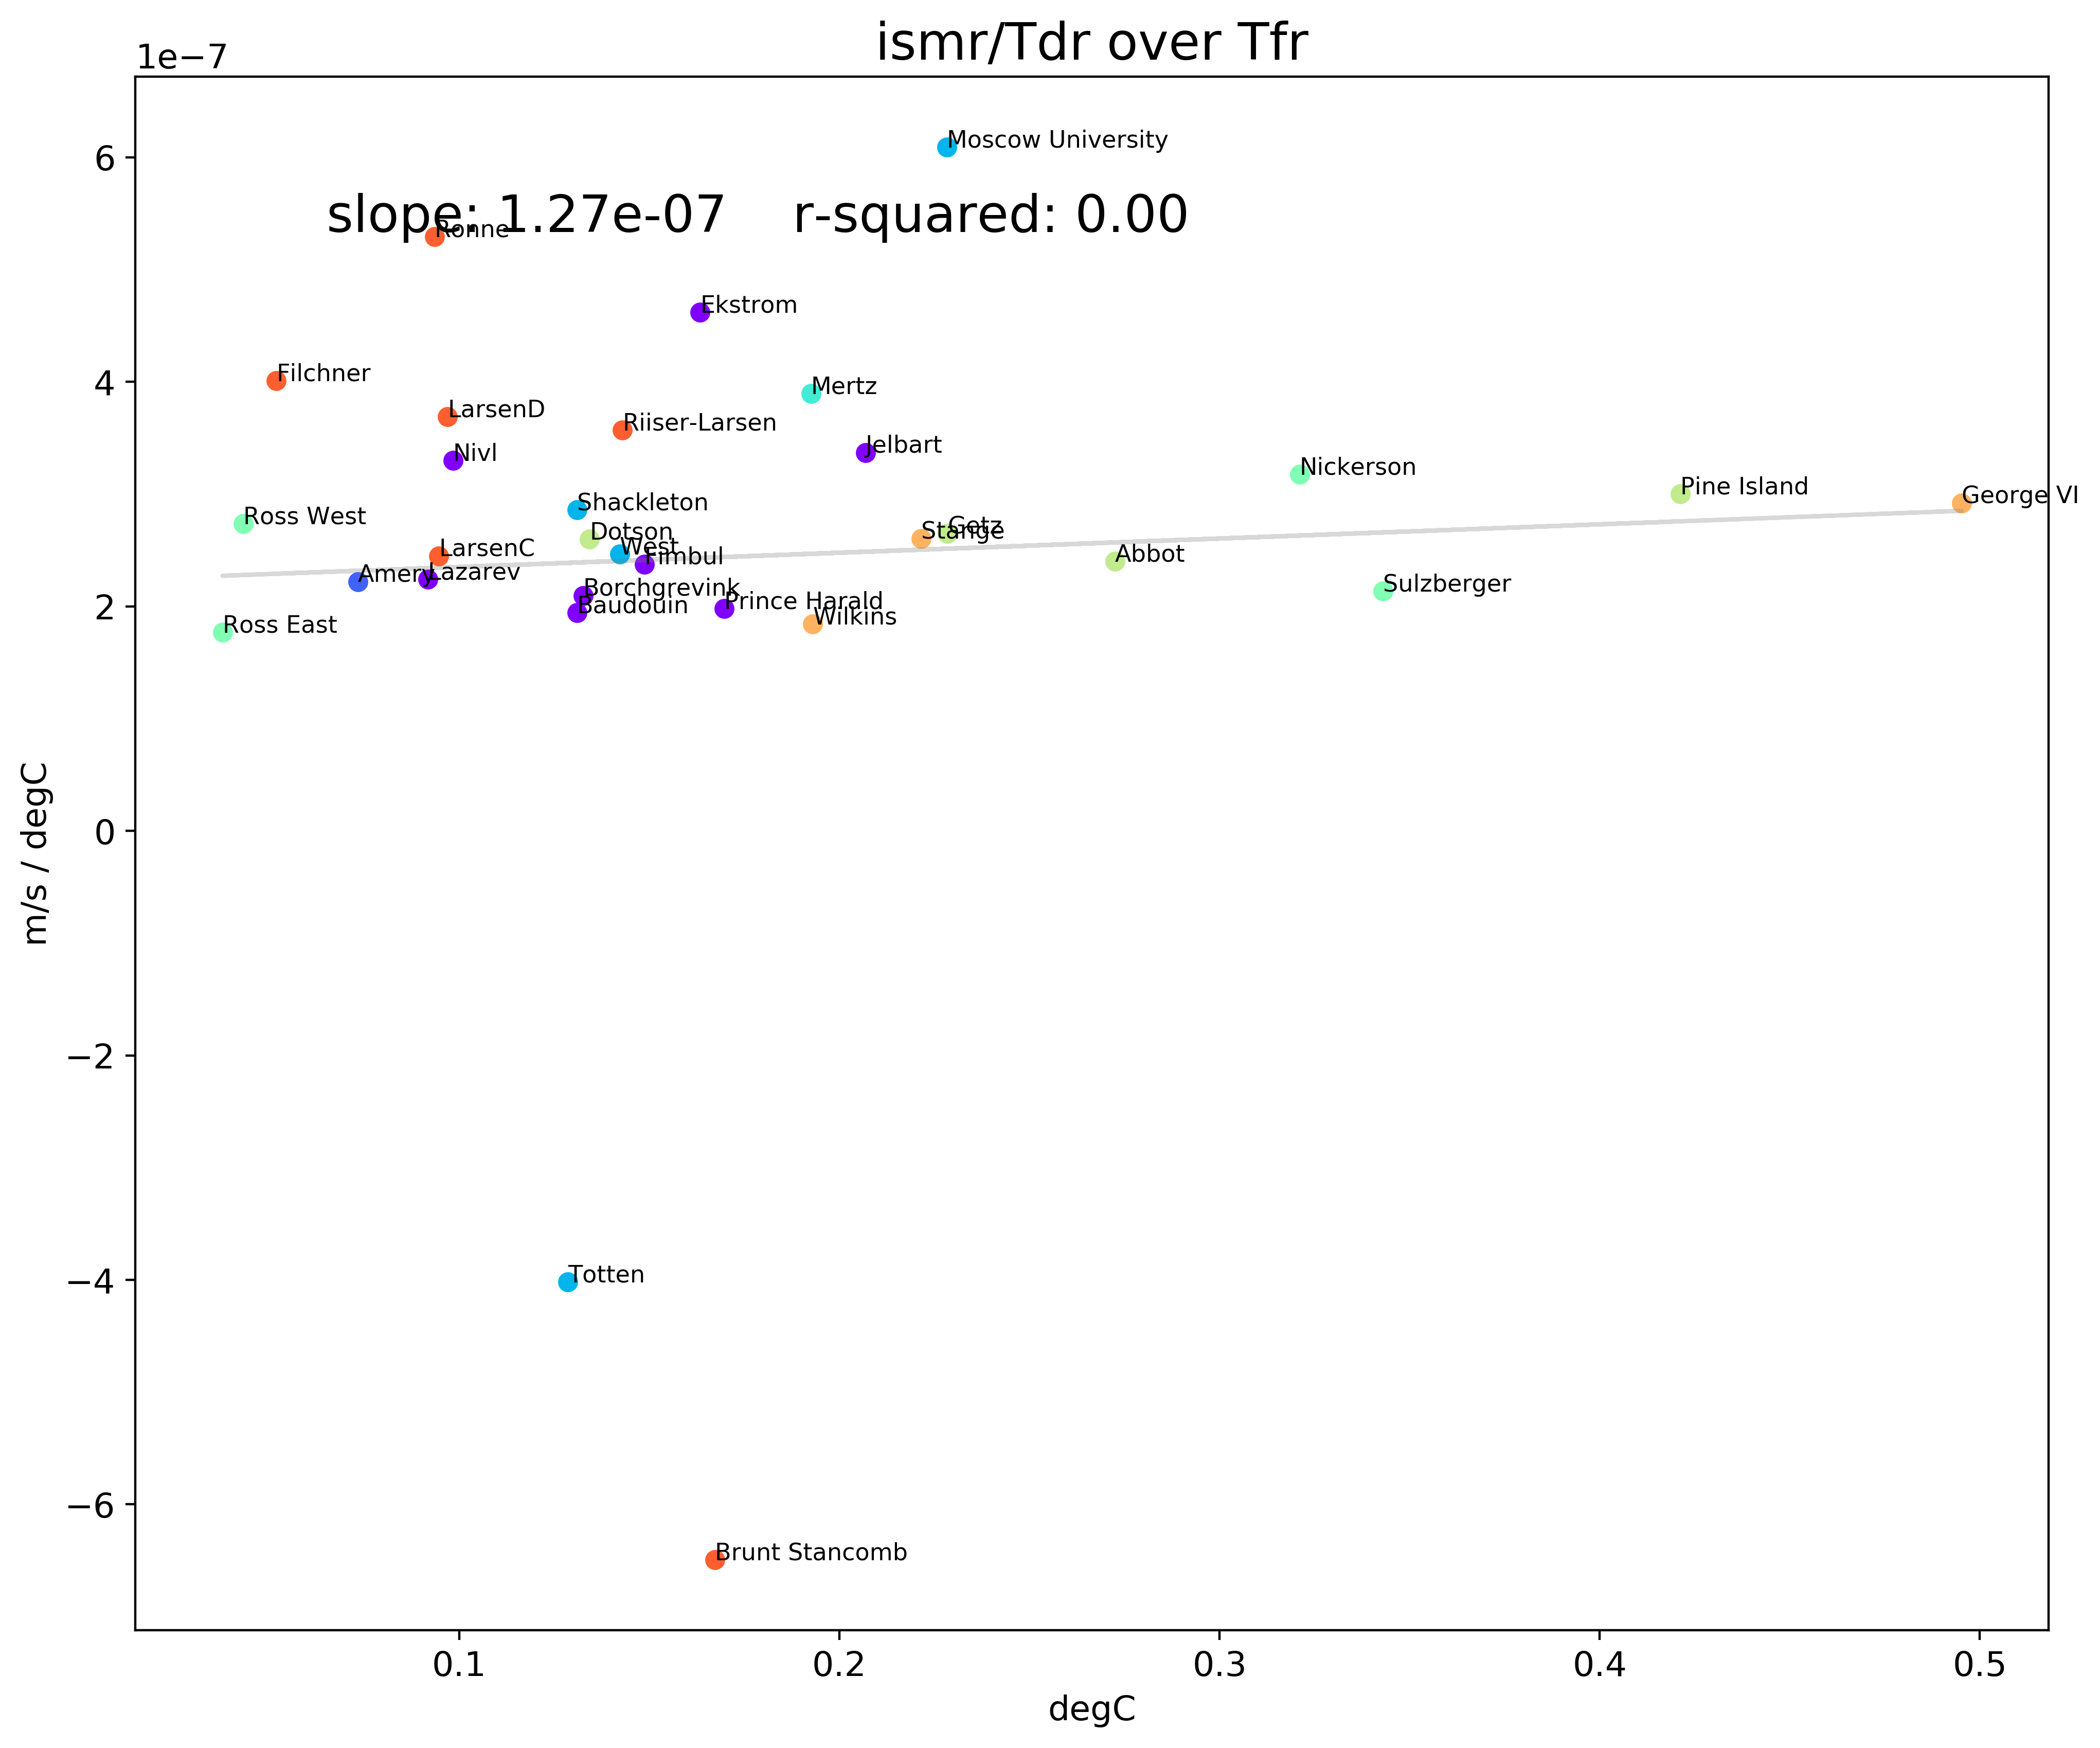 ismr/Tdr over Tfr
1e−7
Moscow University
slope: 1.27e-07 r-squared: 0.00
Ronne
Ekstrom
Filchner
Mertz
LarsenD
Riiser-Larsen
Jelbart
Nivl
Nickerson
Pine Island
George VI
Shackleton
Ross West
Getz
Stange
Dotson
West
LarsenC
Fimbul
Abbot
Amery
Lazarev
Sulzberger
Borchgrevink
Baudouin
Prince Harald
Wilkins
Ross East
Totten
Brunt Stancomb
6
4
2
0
−2
−4
−6
m/s / degC
0.1 0.2 0.3 0.4 0.5
degC